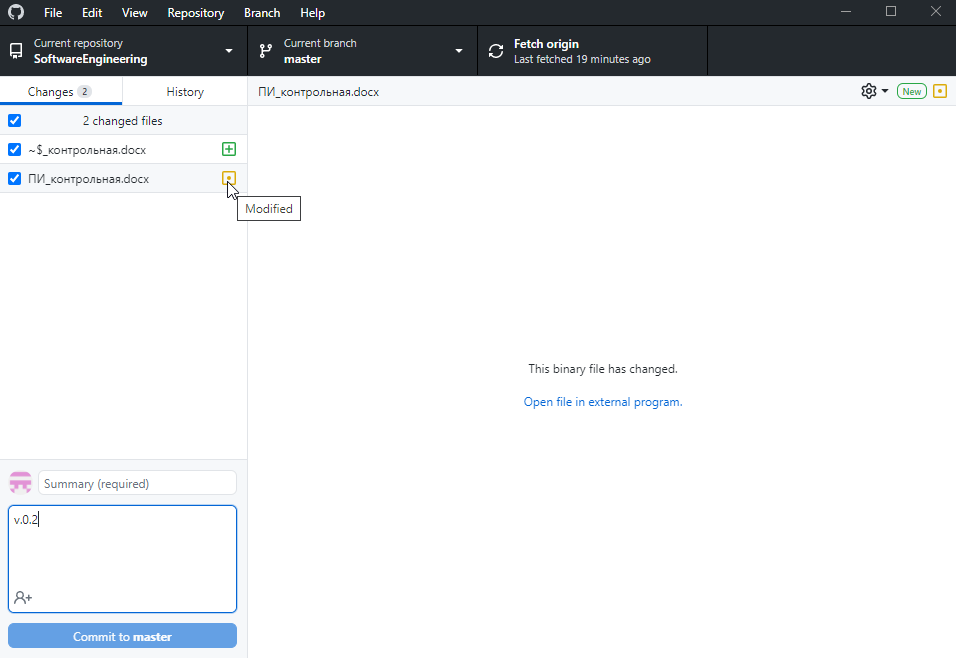 File Edit View Repository Branch Help
Current repository
SoftwareEngineering
Current branch
master
Fetch origin
Last fetched 19 minutes ago
Changes 2
History
ПИ_контрольная.docx
New
2 changed files
~$_контрольная.docx
ПИ_контрольная.docx
Modified
This binary file has changed.
Open file in external program.
Summary (required)
v.0.2
Commit to master